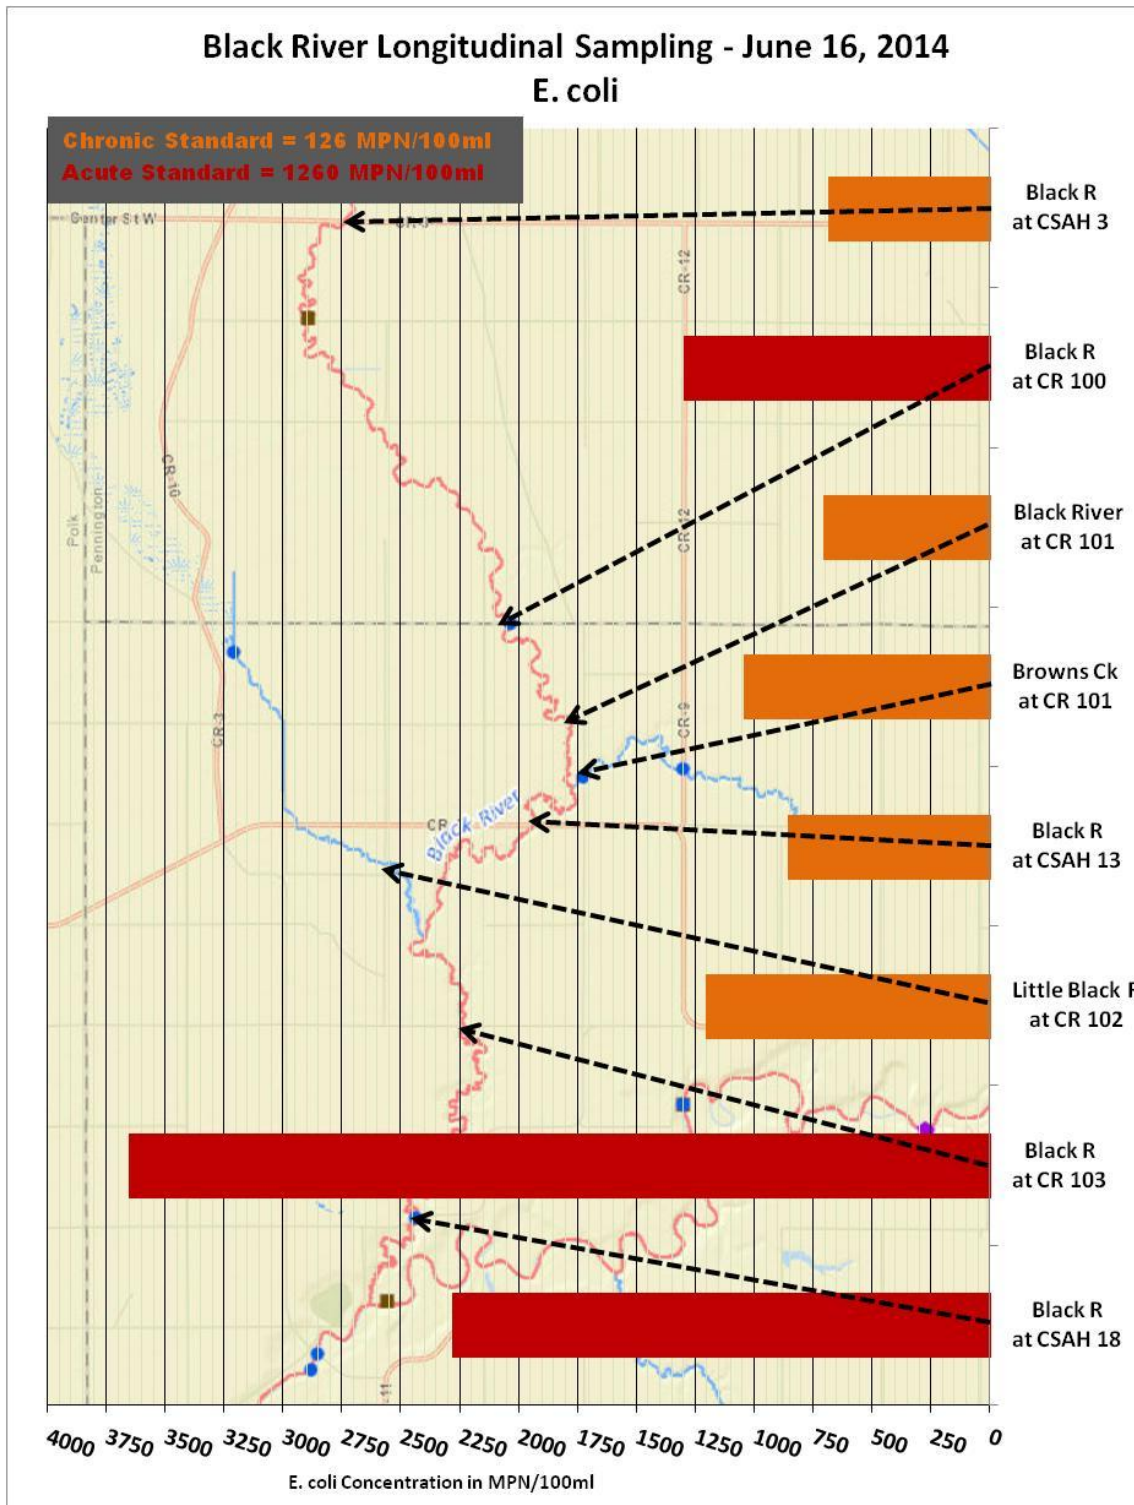 Black River Longitudinal Sampling - June 16, 2014
E. coli
Chronic Standard = 126 MPN/100ml
Acute Standard = 1260 MPN/100ml
Center St W
CR-12
Black R
at CSAH 3
Black R
at CR 100
CR-10
Polk
Pennington
CR-12
Black River
at CR 101
CR-3
CR-9
Browns Ck
at CR 101
CR
Black River
Black R
at CSAH 13
Little Black
at CR 102
Black R
at CR 103
Black R
at CSAH 18
11
4000 3750 3500 3250 3000 2750 2500 2250 2000 1750 1500 1250 1000 750 500 250 0
E. coli Concentration in MPN/100ml